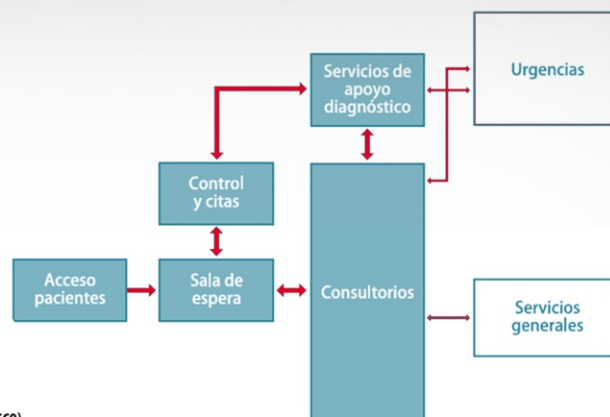 Servicios de
apoyo
diagnóstico
Urgencias
Control
y citas
Acceso
pacientes
Sala de
espera
Consultorios
Servicios
generales